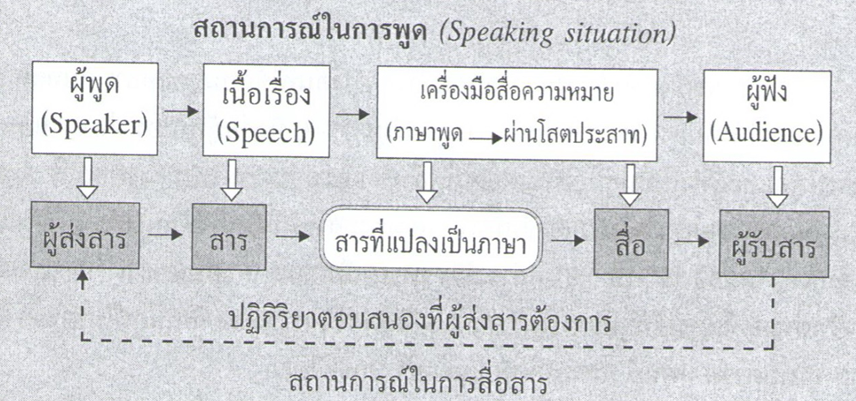 สถานการณ์ในการพูด (Speaking situation)
ผู้พูด
(Speaker)
เนื้อเรื่อง
(Speech)
เครื่องมือสื่อความหมาย
(ภาษาพูด → ผ่านโสตประสาท)
ผู้ฟัง
(Audience)
ผู้ส่งสาร
สาร
สารที่แปลงเป็นภาษา
สื่อ
ผู้รับสาร
ปฏิกิริยาตอบสนองที่ผู้ส่งสารต้องการ
สถานการณ์ในการสื่อสาร